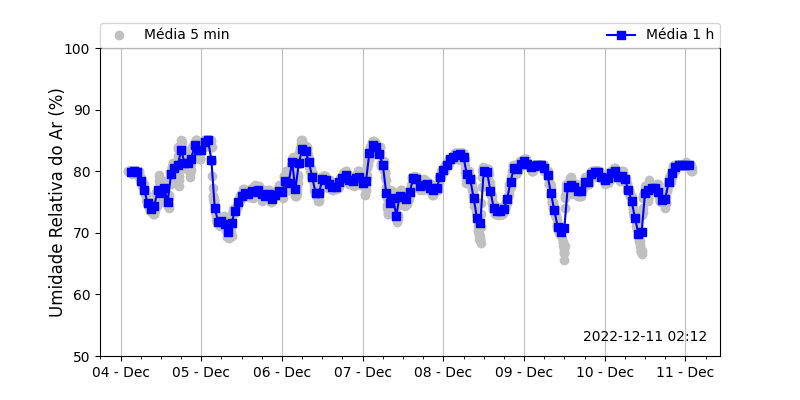 Média 5 min
Média 1 h
Umidade Relativa do Ar (%)
100
90
80
70
60
50
2022-12-11 02:12
04 - Dec
05 - Dec
06 - Dec
07 - Dec
08 - Dec
09 - Dec
10 - Dec
11 - Dec